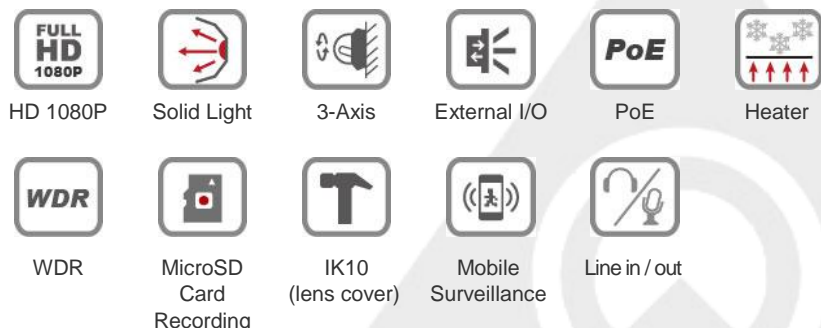 FULL
HD
1080P
PoE
HD 1080P
Solid Light
3-Axis
External I/O
PoE
Heater
WDR
WDR
MicroSD
Card
Recording
IK10
(lens cover)
Mobile
Surveillance
Line in / out